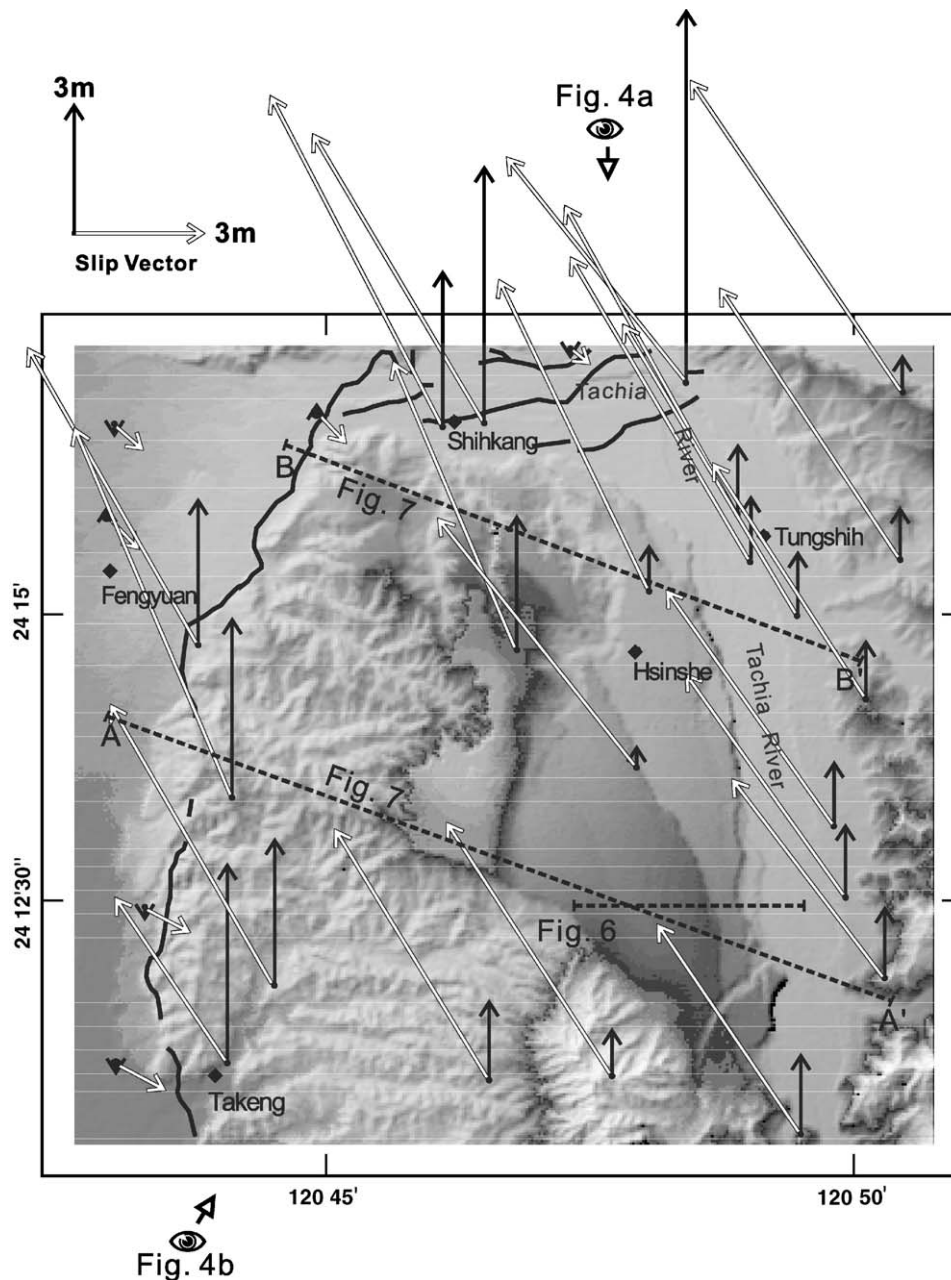 3m
Fig. 4a
3m
Slip Vector
Tachia
Shihkang
River
B
Fig. 7
Tungshih
Fengyuan
24 15'
Hsinshe
B'
Tachia
River
A
Fig. 7
24 12'30"
Fig. 6
A'
Takeng
120 45'
120 50'
Fig. 4b